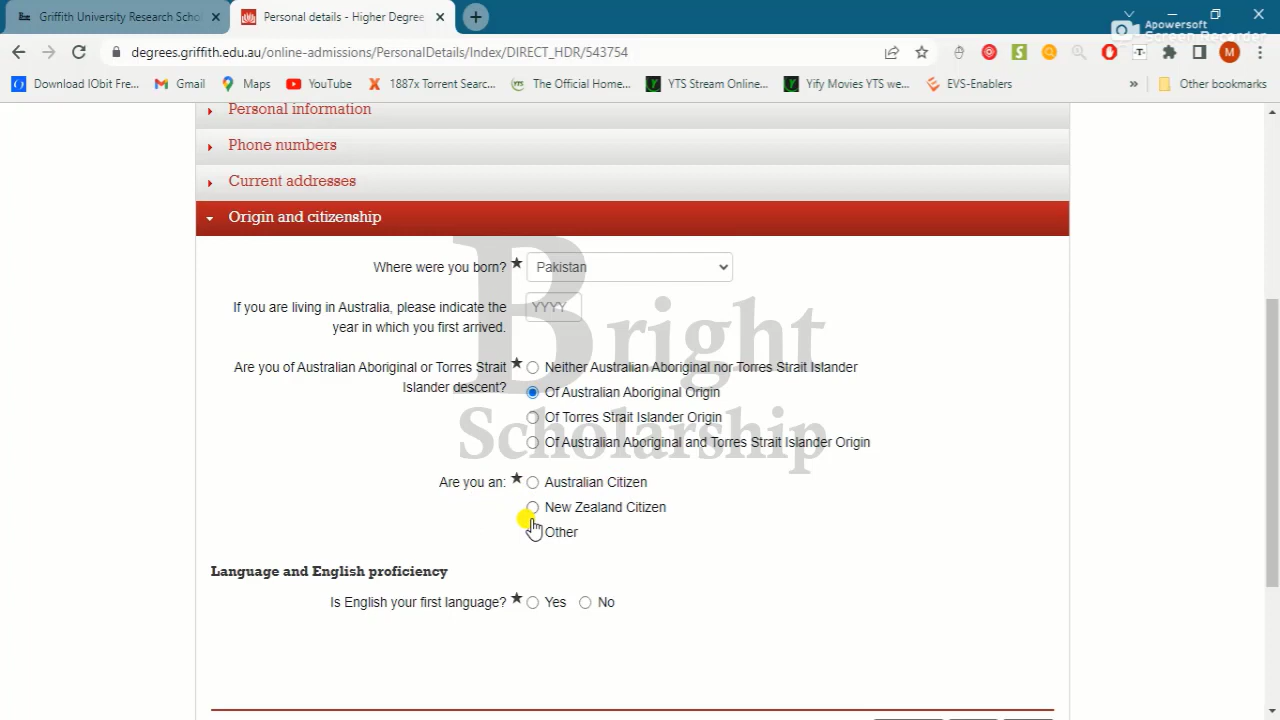 Griffith University Research Scho
Personal details - Higher Degree
Apowersoft
Screen Recorder
degrees.griffith.edu.au/online-admissions/PersonalDetails/Index/DIRECT_HDR/543754
M
Download IObit Fre...
Gmail
Maps
YouTube
1887x Torrent Searc...
The Official Home...
YTS Stream Online...
Yify Movies YTS we...
EVS-Enablers
»
Other bookmarks
Personal information
Phone numbers
Current addresses
Origin and citizenship
Where were you born? ★ Pakistan
If you are living in Australia, please indicate the
year in which you first arrived.
YYYY
Are you of Australian Aboriginal or Torres Strait
Islander descent? ★
Neither Australian Aboriginal nor Torres Strait Islander
Of Australian Aboriginal Origin
Of Torres Strait Islander Origin
Of Australian Aboriginal and Torres Strait Islander Origin
Are you an: ★ Australian Citizen
New Zealand Citizen
Other
Language and English proficiency
Is English your first language? ★ Yes No
Bright
Scholarship